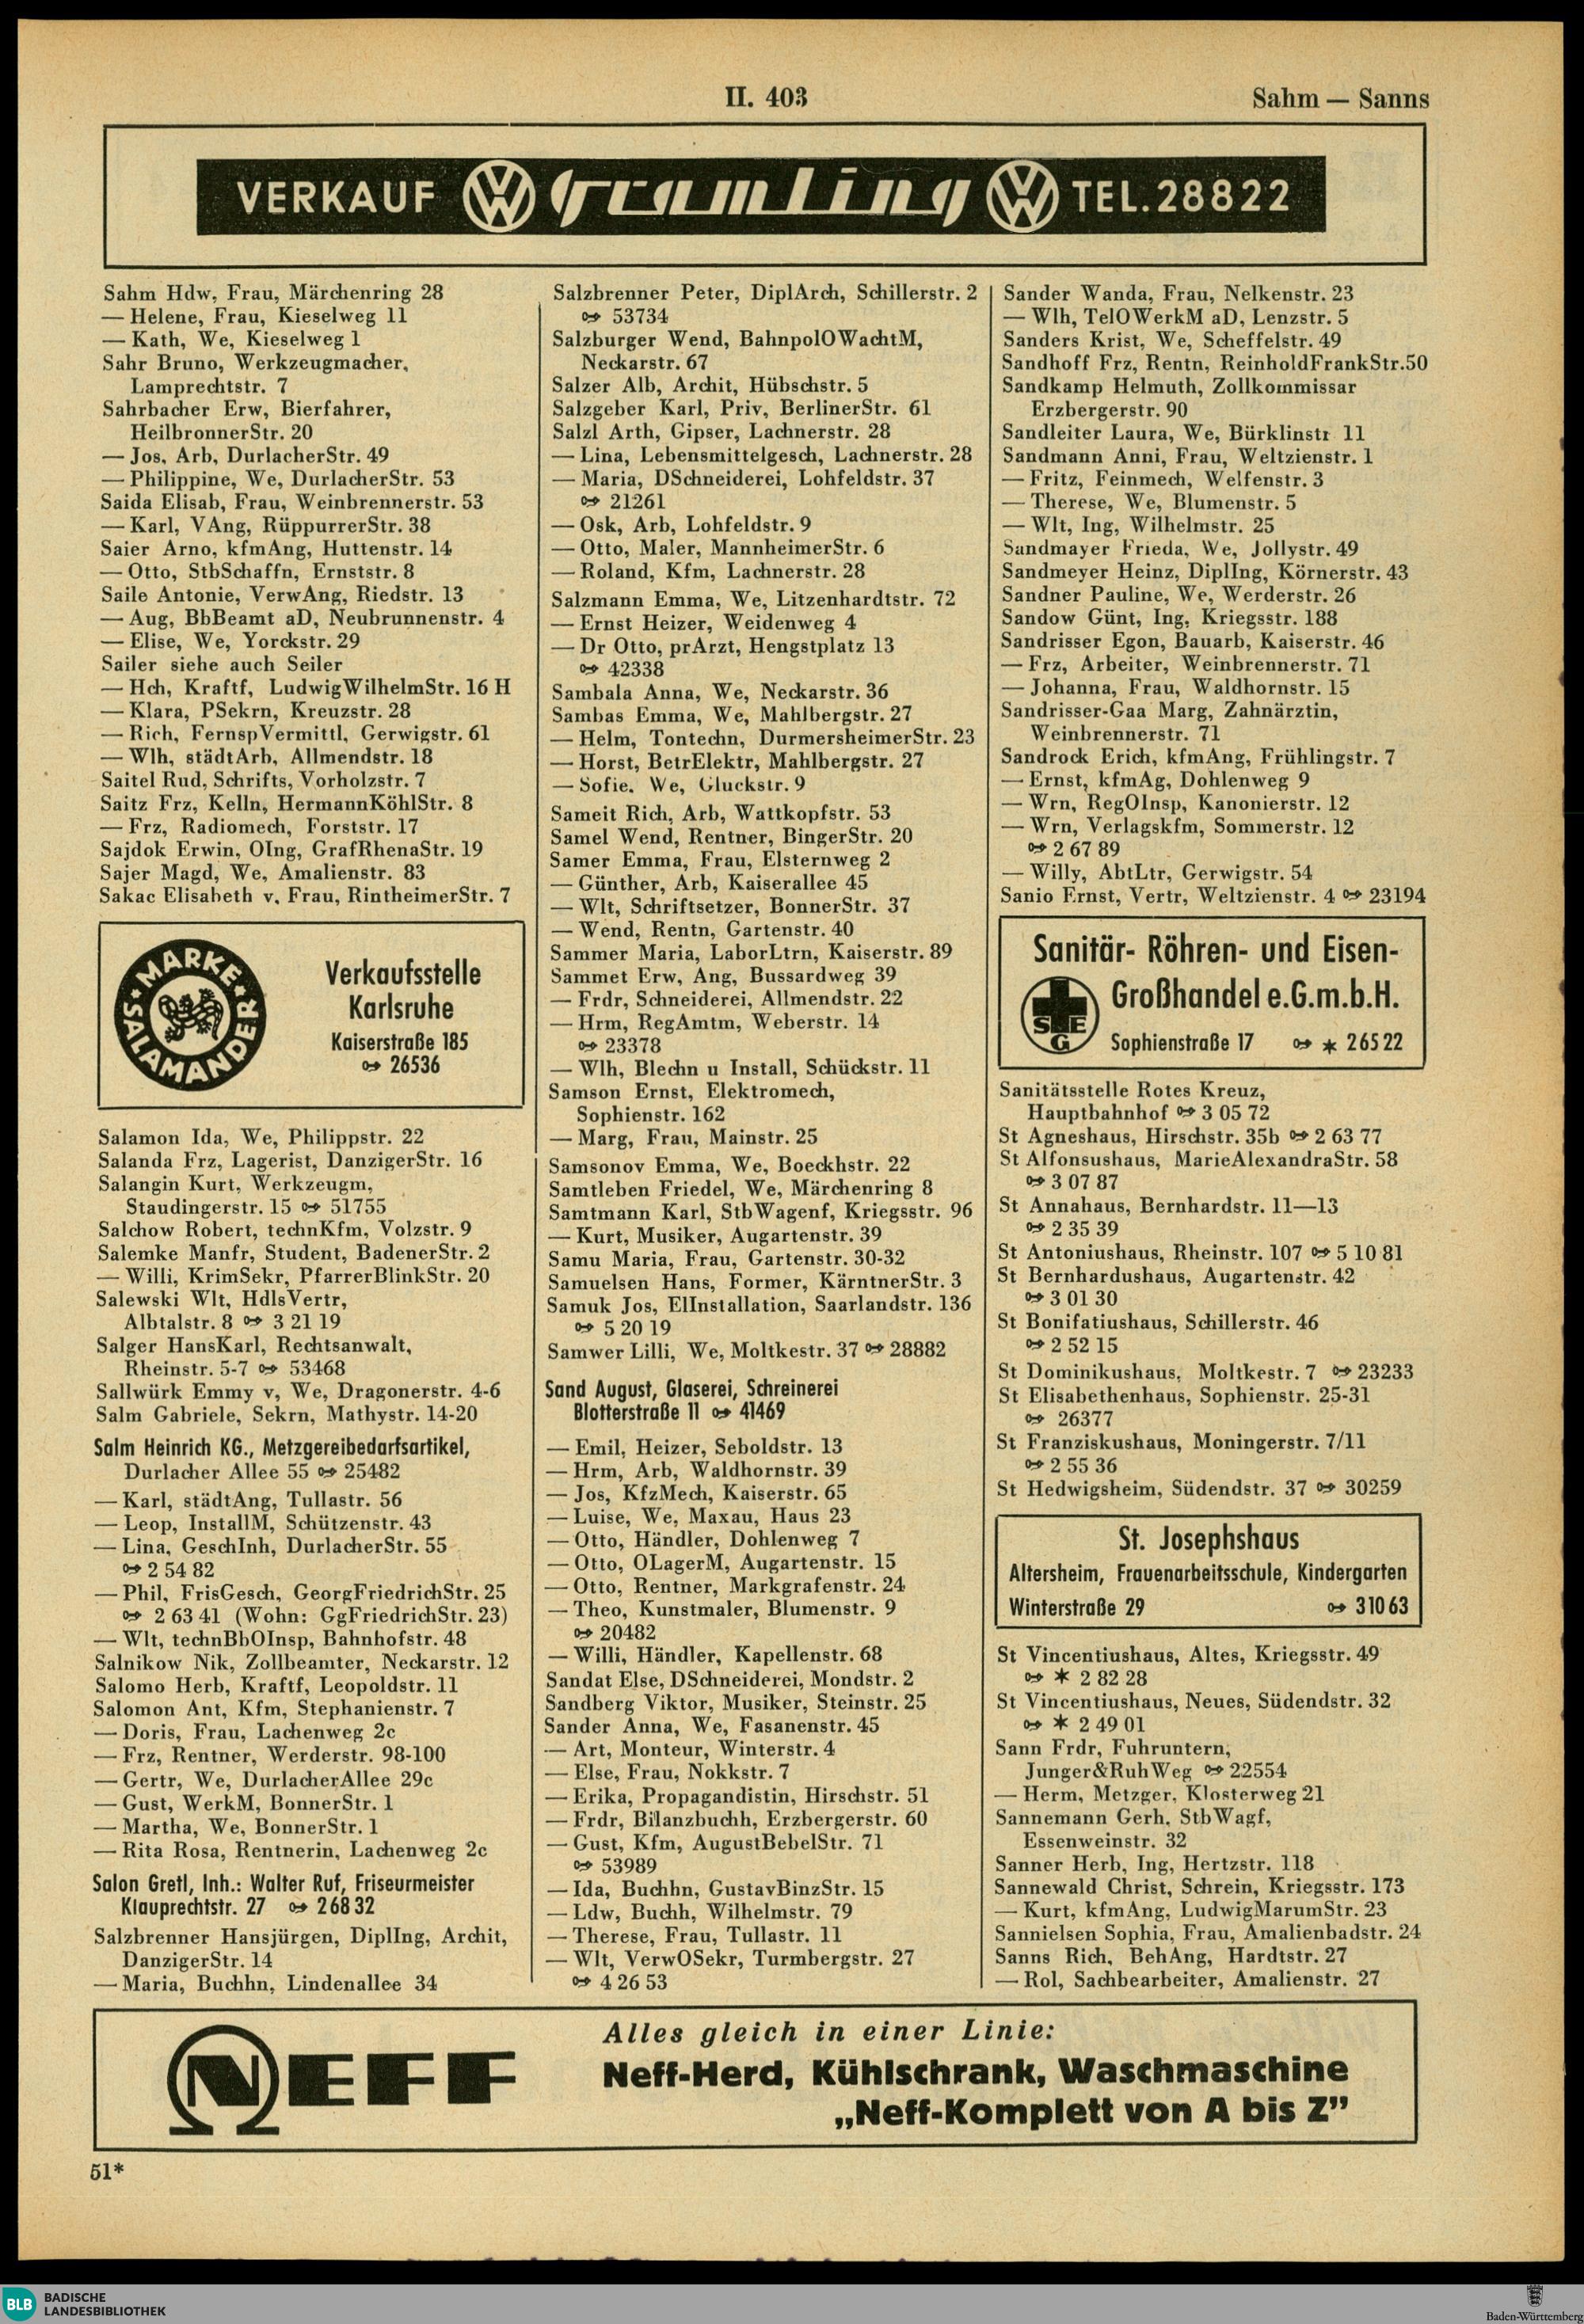 II. 403
Sahm — Sanns
VERKAUF VW Gramling VW TEL. 28822
Sahm Hdw, Frau, Märchenring 28
— Helene, Frau, Kieselweg 11
— Kath, We, Kieselweg 1
Sahr Bruno, Werkzeugmacher,
Lamprechtstr. 7
Sahrbacher Erw, Bierfahrer,
HeilbronnerStr. 20
— Jos, Arb, DurlacherStr. 49
— Philippine, We, DurlacherStr. 53
Saida Elisab, Frau, Weinbrennerstr. 53
— Karl, VAng, RüppurrerStr. 38
Saier Arno, kfmAng, Huttenstr. 14
— Otto, StbSchaffn, Ernststr. 8
Saile Antonie, VerwAng, Riedstr. 13
— Aug, BbBeamt aD, Neubrunnenstr. 4
— Elise, We, Yorckstr. 29
Sailer siehe auch Seiler
— Hch, Kraftf, LudwigWilhelmStr. 16 H
— Klara, PSekrn, Kreuzstr. 28
— Rich, FernspVermittl, Gerwigstr. 61
— Wlh, städtArb, Allmendstr. 18
Saitel Rud, Schrifts, Vorholzstr. 7
Saitz Frz, Kelln, HermannKöhlStr. 8
— Frz, Radiomech, Forststr. 17
Sajdok Erwin, OIng, GrafRhenaStr. 19
Sajer Magd, We, Amalienstr. 83
Sakac Elisabeth v, Frau, RintheimerStr. 7
MARKE SALAMANDER
Verkaufsstelle
Karlsruhe
Kaiserstraße 185
26536
Salamon Ida, We, Philippstr. 22
Salanda Frz, Lagerist, DanzigerStr. 16
Salangin Kurt, Werkzeugm,
Staudingerstr. 15 51755
Salchow Robert, technKfm, Volzstr. 9
Salemke Manfr, Student, BadenerStr. 2
— Willi, KrimSekr, PfarrerBlinkStr. 20
Salewski Wlt, HdlsVertr,
Albtalstr. 8 3 21 19
Salger HansKarl, Rechtsanwalt,
Rheinstr. 5-7 53468
Sallwürk Emmy v, We, Dragonerstr. 4-6
Salm Gabriele, Sekrn, Mathystr. 14-20
Salm Heinrich KG., Metzgereibedarfsartikel,
Durlacher Allee 55 25482
— Karl, städtAng, Tullastr. 56
— Leop, InstallM, Schützenstr. 43
— Lina, GeschInh, DurlacherStr. 55
2 54 82
— Phil, FrisGesch, GeorgFriedrichStr. 25
2 63 41 (Wohn: GgFriedrichStr. 23)
— Wlt, technBbOInsp, Bahnhofstr. 48
Salnikow Nik, Zollbeamter, Neckarstr. 12
Salomo Herb, Kraftf, Leopoldstr. 11
Salomon Ant, Kfm, Stephanienstr. 7
— Doris, Frau, Lachenweg 2c
— Frz, Rentner, Werderstr. 98-100
— Gertr, We, DurlacherAllee 29c
— Gust, WerkM, BonnerStr. 1
— Martha, We, BonnerStr. 1
— Rita Rosa, Rentnerin, Lachenweg 2c
Salon Gretl, Inh.: Walter Ruf, Friseurmeister
Klauprechtstr. 27 268 32
Salzbrenner Hansjürgen, DiplIng, Archit,
DanzigerStr. 14
— Maria, Buchhn, Lindenallee 34
Salzbrenner Peter, DiplArch, Schillerstr. 2
53734
Salzburger Wend, BahnpolOWachtM,
Neckarstr. 67
Salzer Alb, Archit, Hübschstr. 5
Salzgeber Karl, Priv, BerlinerStr. 61
Salzl Arth, Gipser, Lachnerstr. 28
— Lina, Lebensmittelgesch, Lachnerstr. 28
— Maria, DSchneiderei, Lohfeldstr. 37
21261
— Osk, Arb, Lohfeldstr. 9
— Otto, Maler, MannheimerStr. 6
— Roland, Kfm, Lachnerstr. 28
Salzmann Emma, We, Litzenhardtstr. 72
— Ernst Heizer, Weidenweg 4
— Dr Otto, prArzt, Hengstplatz 13
42338
Sambala Anna, We, Neckarstr. 36
Sambas Emma, We, Mahlbergstr. 27
— Helm, Tontechn, DurmersheimerStr. 23
— Horst, BetrElektr, Mahlbergstr. 27
— Sofie, We, Gluckstr. 9
Sameit Rich, Arb, Wattkopfstr. 53
Samel Wend, Rentner, BingerStr. 20
Samer Emma, Frau, Elsternweg 2
— Günther, Arb, Kaiserallee 45
— Wlt, Schriftsetzer, BonnerStr. 37
— Wend, Rentn, Gartenstr. 40
Sammer Maria, LaborLtrn, Kaiserstr. 89
Sammet Erw, Ang, Bussardweg 39
— Frdr, Schneiderei, Allmendstr. 22
— Hrm, RegAmtm, Weberstr. 14
23378
— Wlh, Blechn u Install, Schückstr. 11
Samson Ernst, Elektromech,
Sophienstr. 162
— Marg, Frau, Mainstr. 25
Samsonov Emma, We, Boeckhstr. 22
Samtleben Friedel, We, Märchenring 8
Samtmann Karl, StbWagenf, Kriegsstr. 96
— Kurt, Musiker, Augartenstr. 39
Samu Maria, Frau, Gartenstr. 30-32
Samuelsen Hans, Former, KärntnerStr. 3
Samuk Jos, ElInstallation, Saarlandstr. 136
5 20 19
Samwer Lilli, We, Moltkestr. 37 28882
Sand August, Glaserei, Schreinerei
Blotterstraße 11 41469
— Emil, Heizer, Seboldstr. 13
— Hrm, Arb, Waldhornstr. 39
— Jos, KfzMech, Kaiserstr. 65
— Luise, We, Maxau, Haus 23
— Otto, Händler, Dohlenweg 7
— Otto, OLagerM, Augartenstr. 15
— Otto, Rentner, Markgrafenstr. 24
— Theo, Kunstmaler, Blumenstr. 9
20482
— Willi, Händler, Kapellenstr. 68
Sandat Else, DSchneiderei, Mondstr. 2
Sandberg Viktor, Musiker, Steinstr. 25
Sander Anna, We, Fasanenstr. 45
— Art, Monteur, Winterstr. 4
— Else, Frau, Nokkstr. 7
— Erika, Propagandistin, Hirschstr. 51
— Frdr, Bilanzbuchh, Erzbergerstr. 60
— Gust, Kfm, AugustBebelStr. 71
53989
— Ida, Buchhn, GustavBinzStr. 15
— Ldw, Buchh, Wilhelmstr. 79
— Therese, Frau, Tullastr. 11
— Wlt, VerwOSekr, Turmbergstr. 27
4 26 53
Sander Wanda, Frau, Nelkenstr. 23
— Wlh, TelOWerkM aD, Lenzstr. 5
Sanders Krist, We, Scheffelstr. 49
Sandhoff Frz, Rentn, ReinholdFrankStr.50
Sandkamp Helmuth, Zollkommissar
Erzbergerstr. 90
Sandleiter Laura, We, Bürklinstr 11
Sandmann Anni, Frau, Weltzienstr. 1
— Fritz, Feinmech, Welfenstr. 3
— Therese, We, Blumenstr. 5
— Wlt, Ing, Wilhelmstr. 25
Sandmayer Frieda, We, Jollystr. 49
Sandmeyer Heinz, DiplIng, Körnerstr. 43
Sandner Pauline, We, Werderstr. 26
Sandow Günt, Ing, Kriegsstr. 188
Sandrisser Egon, Bauarb, Kaiserstr. 46
— Frz, Arbeiter, Weinbrennerstr. 71
— Johanna, Frau, Waldhornstr. 15
Sandrisser-Gaa Marg, Zahnärztin,
Weinbrennerstr. 71
Sandrock Erich, kfmAng, Frühlingstr. 7
— Ernst, kfmAg, Dohlenweg 9
— Wrn, RegOInsp, Kanonierstr. 12
— Wrn, Verlagskfm, Sommerstr. 12
2 67 89
— Willy, AbtLtr, Gerwigstr. 54
Sanio Ernst, Vertr, Weltzienstr. 4 23194
Sanitär- Röhren- und Eisen-
Großhandel e.G.m.b.H.
SEG
Sophienstraße 17 * 265 22
Sanitätsstelle Rotes Kreuz,
Hauptbahnhof 3 05 72
St Agneshaus, Hirschstr. 35b 2 63 77
St Alfonsushaus, MarieAlexandraStr. 58
3 07 87
St Annahaus, Bernhardstr. 11—13
2 35 39
St Antoniushaus, Rheinstr. 107 5 10 81
St Bernhardushaus, Augartenstr. 42
3 01 30
St Bonifatiushaus, Schillerstr. 46
2 52 15
St Dominikushaus, Moltkestr. 7 23233
St Elisabethenhaus, Sophienstr. 25-31
26377
St Franziskushaus, Moningerstr. 7/11
2 55 36
St Hedwigsheim, Südendstr. 37 30259
St. Josephshaus
Altersheim, Frauenarbeitsschule, Kindergarten
Winterstraße 29 310 63
St Vincentiushaus, Altes, Kriegsstr. 49
* 2 82 28
St Vincentiushaus, Neues, Südendstr. 32
* 2 49 01
Sann Frdr, Fuhruntern,
Junger&RuhWeg 22554
— Herm, Metzger, Klosterweg 21
Sannemann Gerh, StbWagf,
Essenweinstr. 32
Sanner Herb, Ing, Hertzstr. 118
Sannewald Christ, Schrein, Kriegsstr. 173
— Kurt, kfmAng, LudwigMarumStr. 23
Sannielsen Sophia, Frau, Amalienbadstr. 24
Sanns Rich, BehAng, Hardtstr. 27
— Rol, Sachbearbeiter, Amalienstr. 27
NEFF
Alles gleich in einer Linie:
Neff-Herd, Kühlschrank, Waschmaschine
„Neff-Komplett von A bis Z”
51*
BLB BADISCHE
LANDESBIBLIOTHEK
Baden-Württemberg